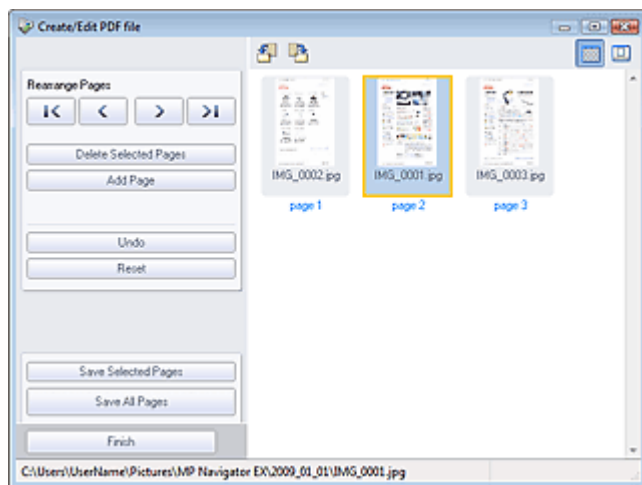 Create/Edit PDF file
Rearrange Pages
Delete Selected Pages
Add Page
Undo
Reset
Save Selected Pages
Save All Pages
Finish
IMG_0002.jpg IMG_0001.jpg IMG_0003.jpg
page 1 page 2 page 3
C:\Users\UserName\Pictures\MP Navigator EX\2009_01_01\IMG_0001.jpg